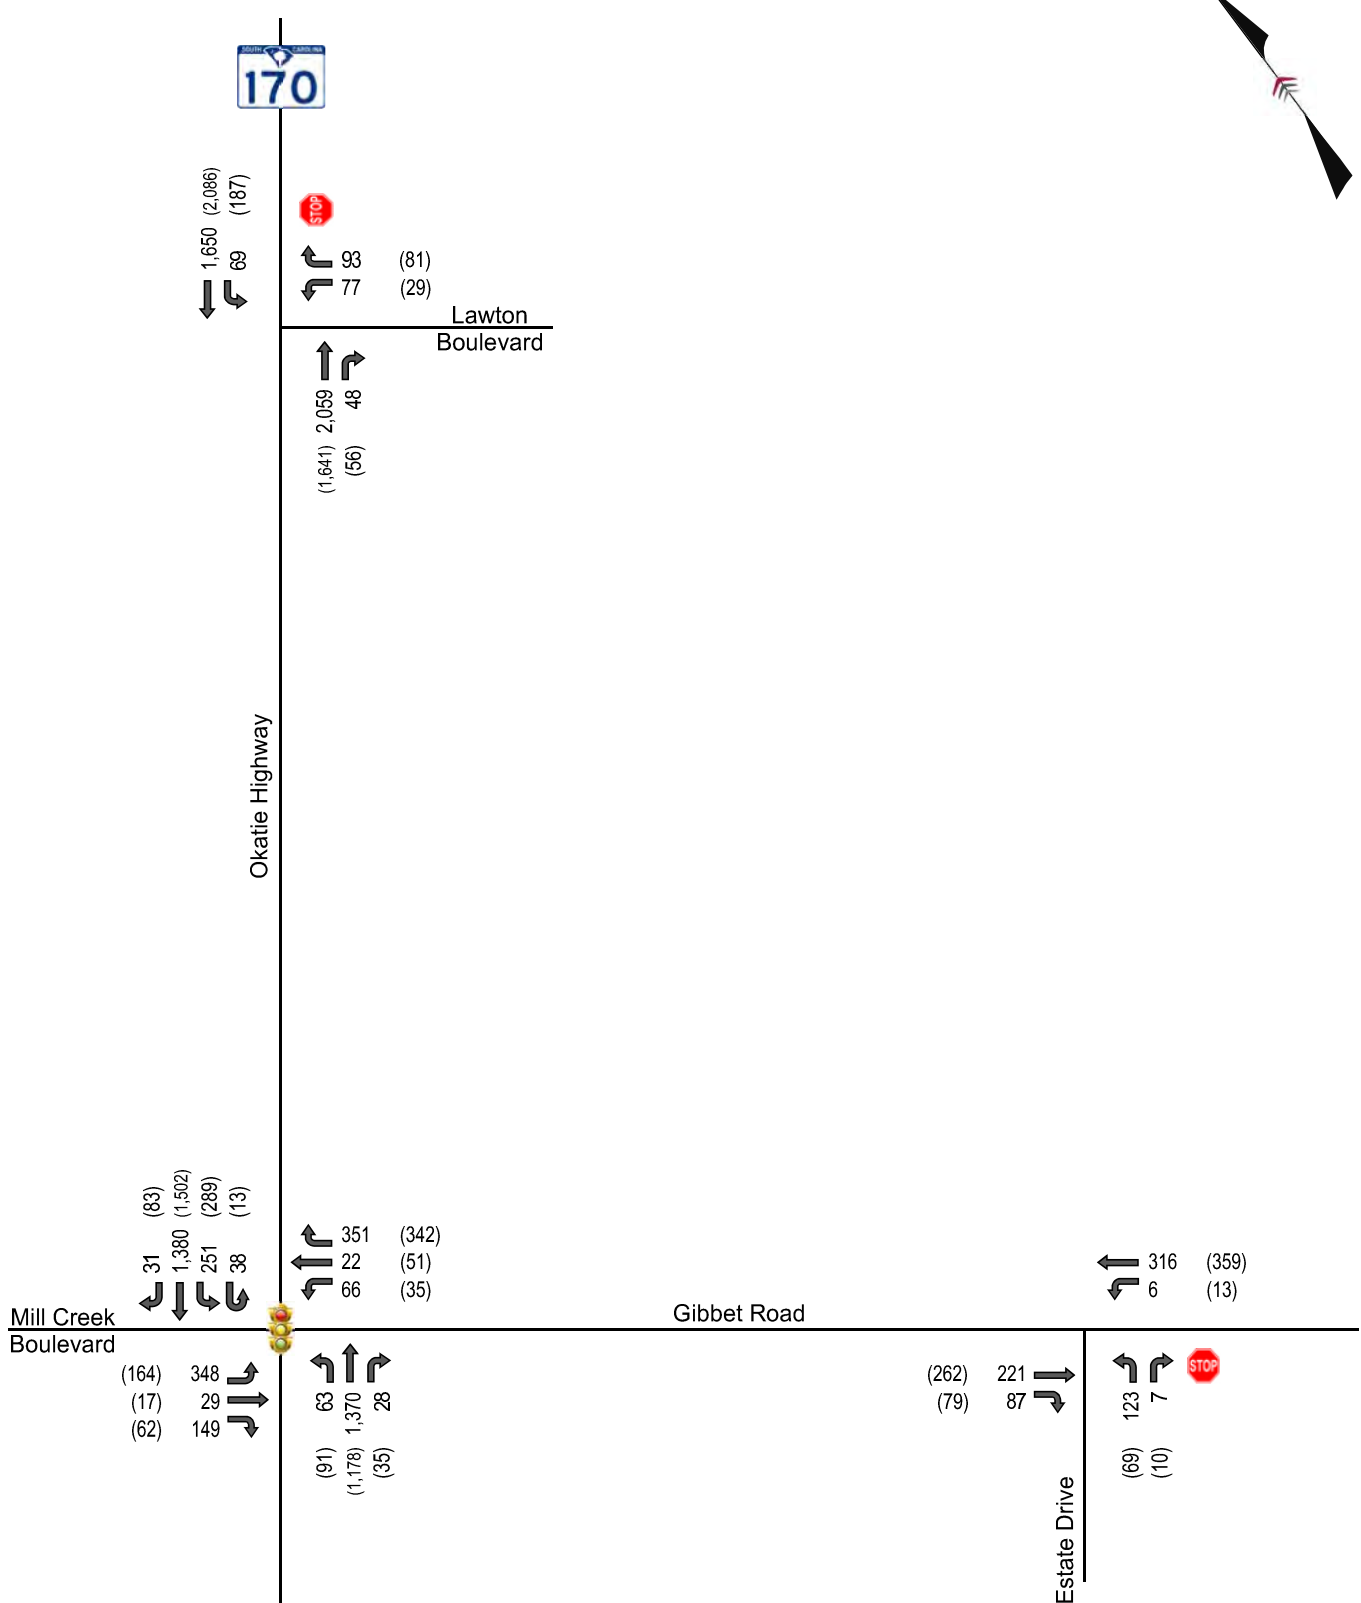 SOUTH CAROLINA
170
1,650 (2,086)
69 (187)
STOP
93 (81)
77 (29)
Lawton
Boulevard
(1,641) 2,059
(56) 48
Okatie Highway
31 (83)
1,380 (1,502)
251 (289)
38 (13)
351 (342)
22 (51)
66 (35)
316 (359)
6 (13)
Mill Creek
Boulevard
Gibbet Road
(164) 348
(17) 29
(62) 149
(91) 63
(1,178) 1,370
(35) 28
(262) 221
(79) 87
(69) 123
(10) 7
STOP
Estate Drive